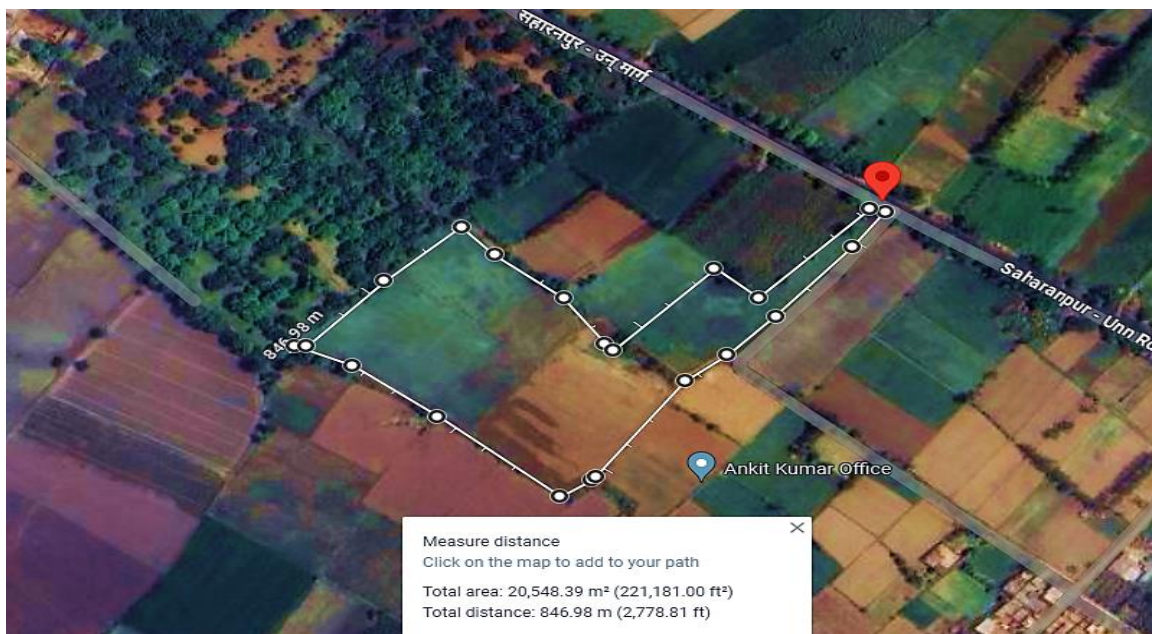 सहारनपुर - उन् मार्ग
Saharanpur - Unn Ro
846.98 m
Ankit Kumar Office
Measure distance
Click on the map to add to your path
Total area: 20,548.39 m² (221,181.00 ft²)
Total distance: 846.98 m (2,778.81 ft)